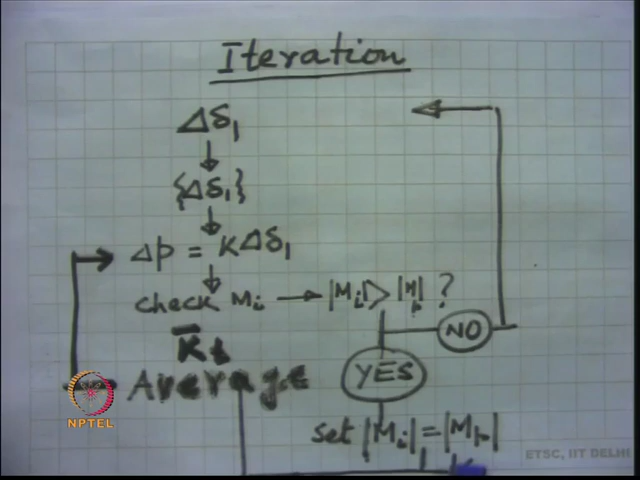 Iteration
Δδ₁
{Δδ₁}
Δp = KΔδ₁
check Mᵢ → |Mᵢ| > |Mₚ| ?
NO
K̅ₜ
YES
Average
set |Mᵢ| = |Mₚ|
NPTEL
ETSC, IIT DELHI